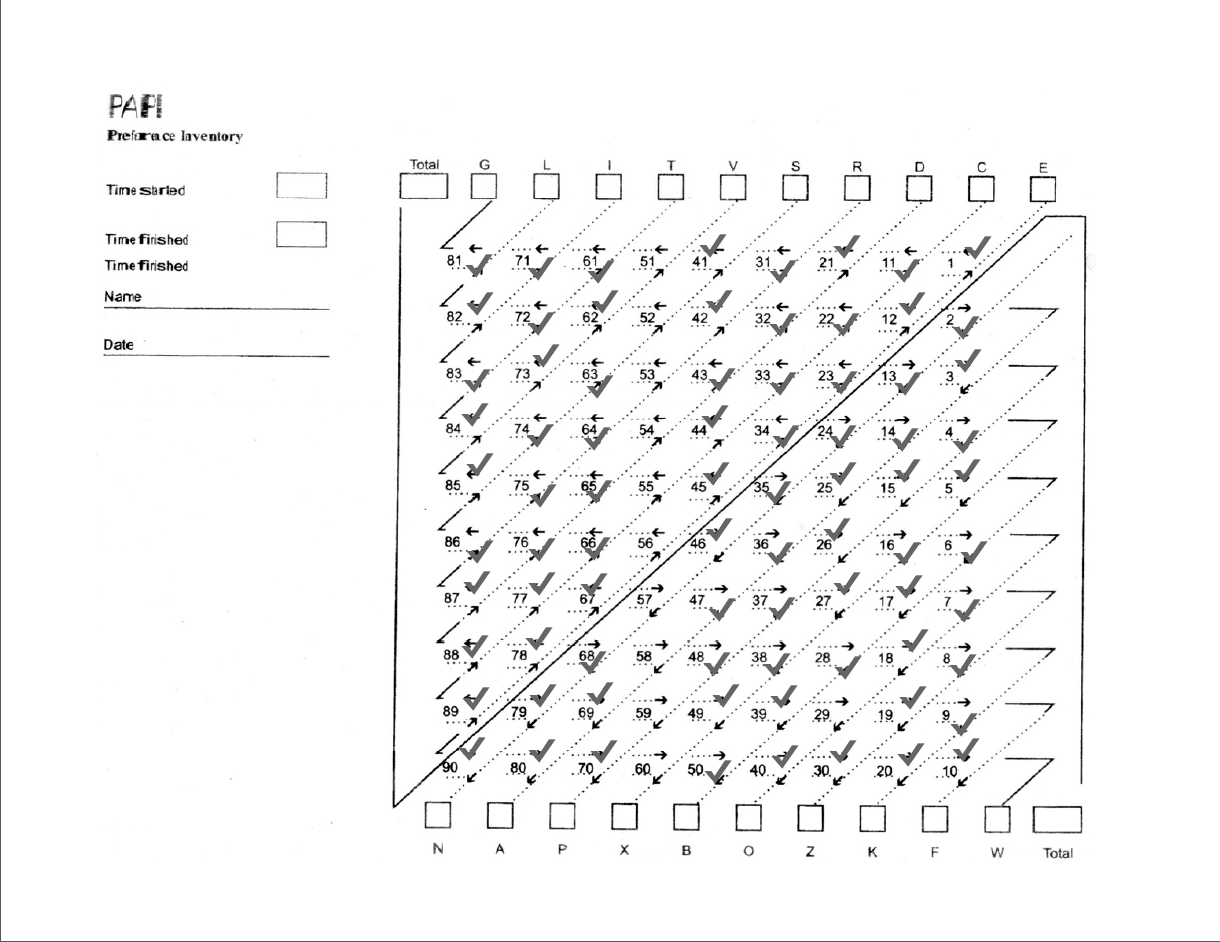 PAPI
Preference Inventory
Time started
Time finished
Time finished
Name
Date
Total G L I T V S R D C E
81 71 61 51 41 31 21 11 1
82 72 62 52 42 32 22 12 2
83 73 63 53 43 33 23 13 3
84 74 64 54 44 34 24 14 4
85 75 65 55 45 35 25 15 5
86 76 66 56 46 36 26 16 6
87 77 67 57 47 37 27 17 7
88 78 68 58 48 38 28 18 8
89 79 69 59 49 39 29 19 9
90 80 70 60 50 40 30 20 10
N A P X B O Z K F W Total